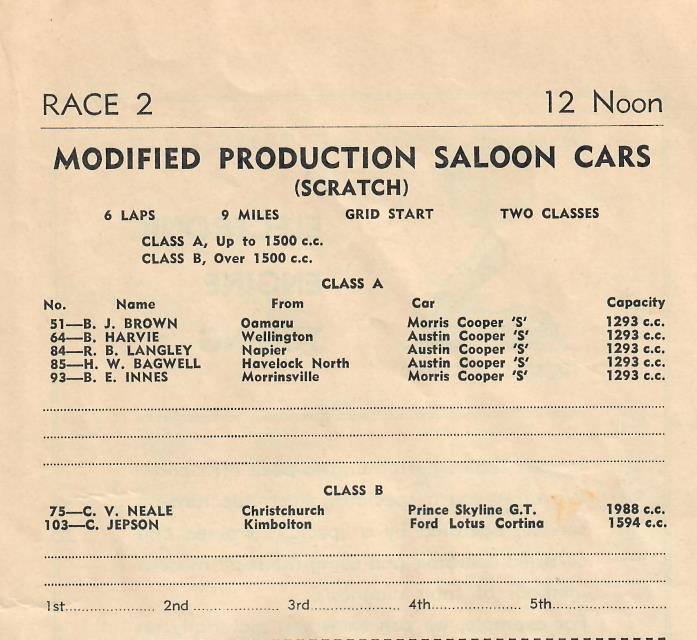 RACE 2 12 Noon
MODIFIED PRODUCTION SALOON CARS
(SCRATCH)
6 LAPS 9 MILES GRID START TWO CLASSES
CLASS A, Up to 1500 c.c.
CLASS B, Over 1500 c.c.
CLASS A
No. Name From Car Capacity
51—B. J. BROWN Oamaru Morris Cooper 'S' 1293 c.c.
64—B. HARVIE Wellington Austin Cooper 'S' 1293 c.c.
84—R. B. LANGLEY Napier Austin Cooper 'S' 1293 c.c.
85—H. W. BAGWELL Havelock North Austin Cooper 'S' 1293 c.c.
93—B. E. INNES Morrinsville Morris Cooper 'S' 1293 c.c.
CLASS B
75—C. V. NEALE Christchurch Prince Skyline G.T. 1988 c.c.
103—C. JEPSON Kimbolton Ford Lotus Cortina 1594 c.c.
1st..................... 2nd ..................... 3rd..................... 4th..................... 5th.....................